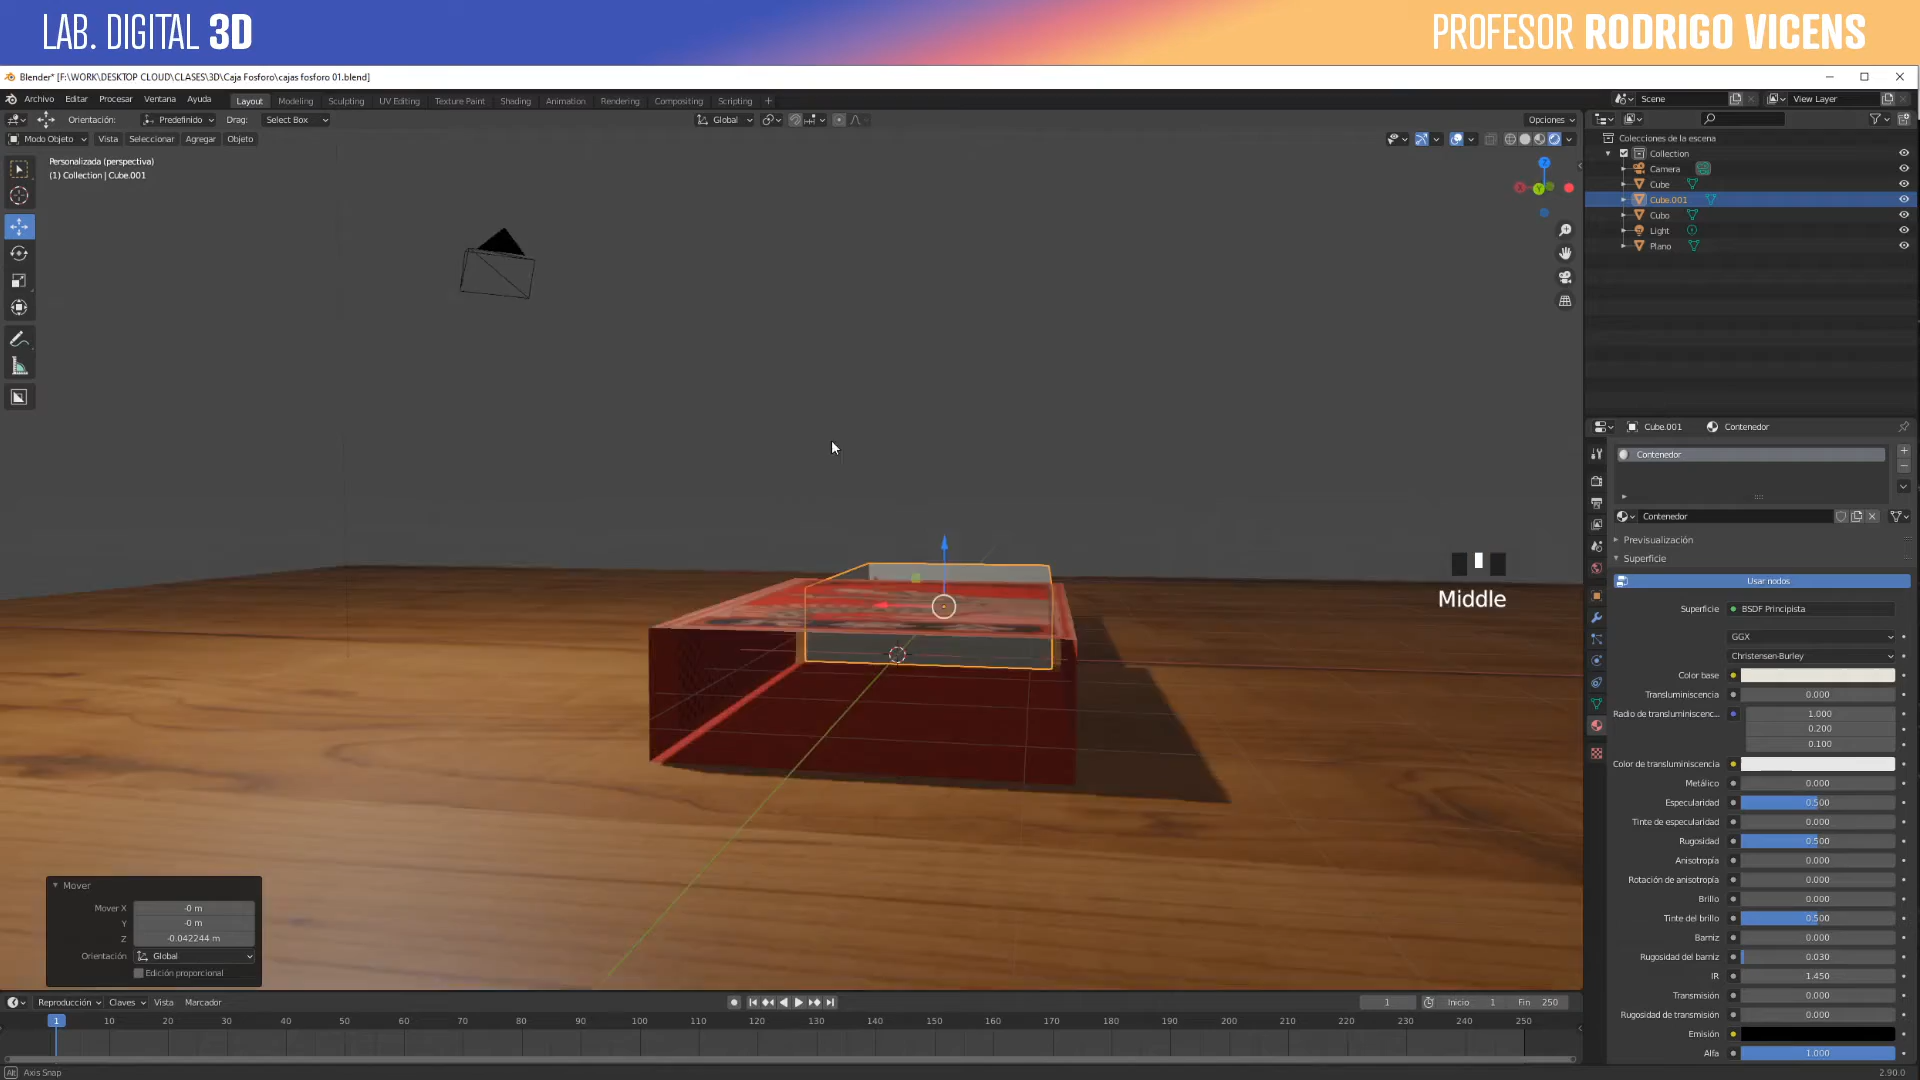 LAB. DIGITAL 3D
PROFESOR RODRIGO VICENS
Blender* [F:\WORK\DESKTOP CLOUD\CLASES\3D\Caja Fosforo\cajas fosforo 01.blend]
Archivo Editar Procesar Ventana Ayuda Layout Modeling Sculpting UV Editing Texture Paint Shading Animation Rendering Compositing Scripting + Scene View Layer
Orientación: Predefinido Drag: Select Box Global Opciones
Modo Objeto Vista Seleccionar Agregar Objeto
Personalizada (perspectiva)
(1) Collection | Cube.001
Z
X
Y
Colecciones de la escena
Collection
Camera
Cube
Cube.001
Cubo
Light
Plano
Cube.001 Contenedor
Contenedor
Contenedor
Previsualización
Superficie
Usar nodos
Superficie BSDF Principista
GGX
Christensen-Burley
Color base
Transluminiscencia 0.000
Radio de transluminiscenc... 1.000
0.200
0.100
Color de transluminiscencia
Metálico 0.000
Especularidad 0.500
Tinte de especularidad 0.000
Rugosidad 0.500
Anisotropía 0.000
Rotación de anisotropía 0.000
Brillo 0.000
Tinte del brillo 0.500
Barniz 0.000
Rugosidad del barniz 0.030
IR 1.450
Transmisión 0.000
Rugosidad de transmisión 0.000
Emisión
Alfa 1.000
Middle
Mover
Mover X -0 m
Y -0 m
Z -0.042244 m
Orientación Global
Edición proporcional
Reproducción Claves Vista Marcador 1 Inicio 1 Fin 250
1 10 20 30 40 50 60 70 80 90 100 110 120 130 140 150 160 170 180 190 200 210 220 230 240 250
Alt Axis Snap
2.90.0